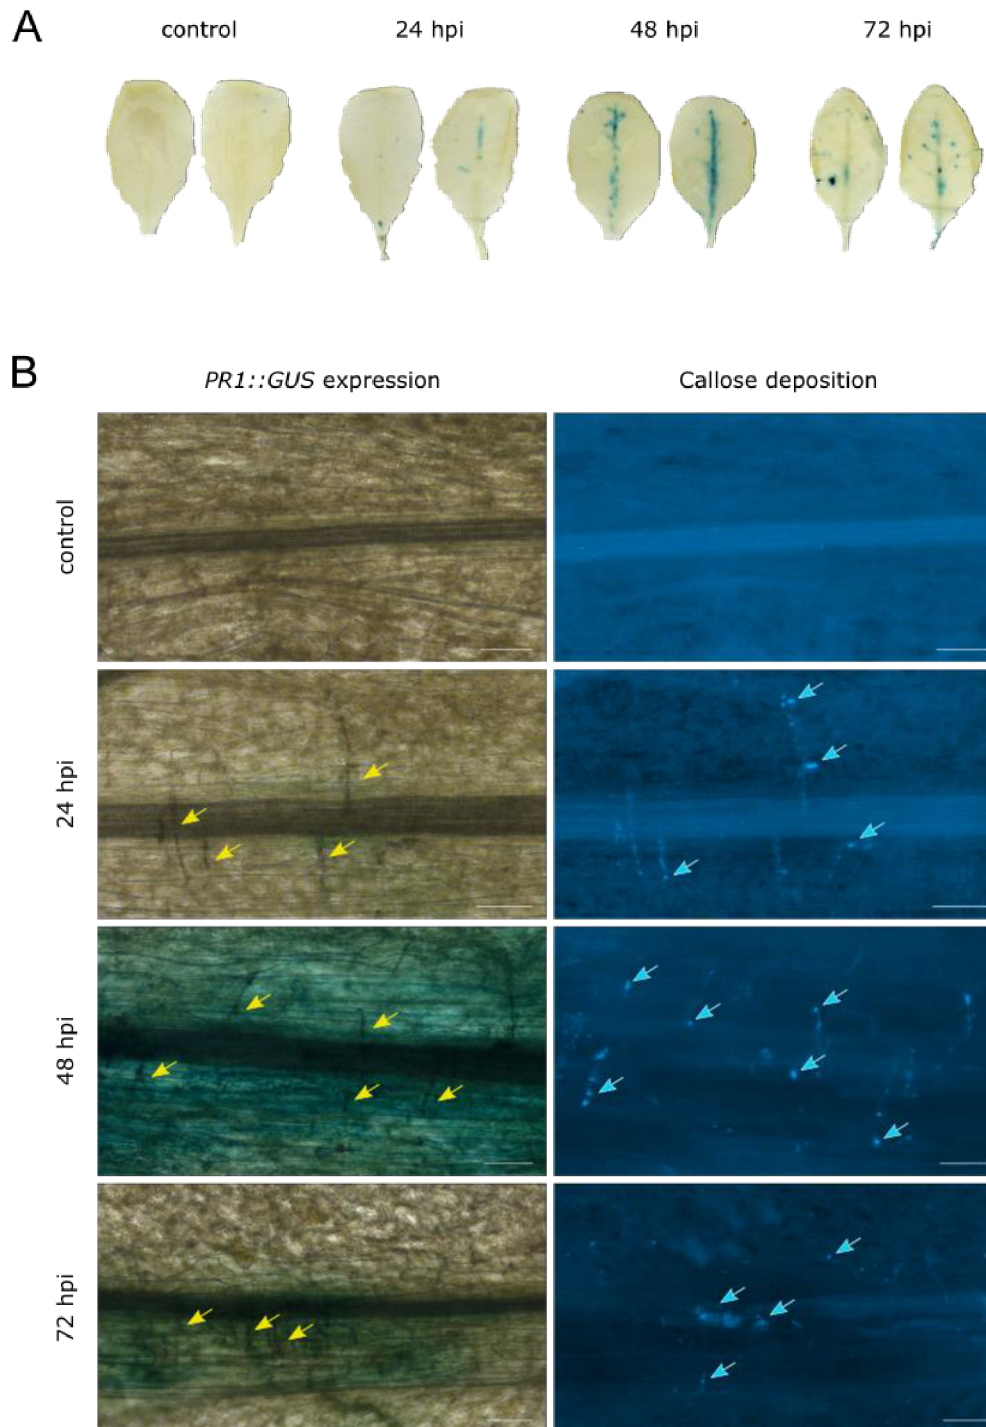 A
control 24 hpi 48 hpi 72 hpi
B
PR1::GUS expression Callose deposition
control
24 hpi
48 hpi
72 hpi